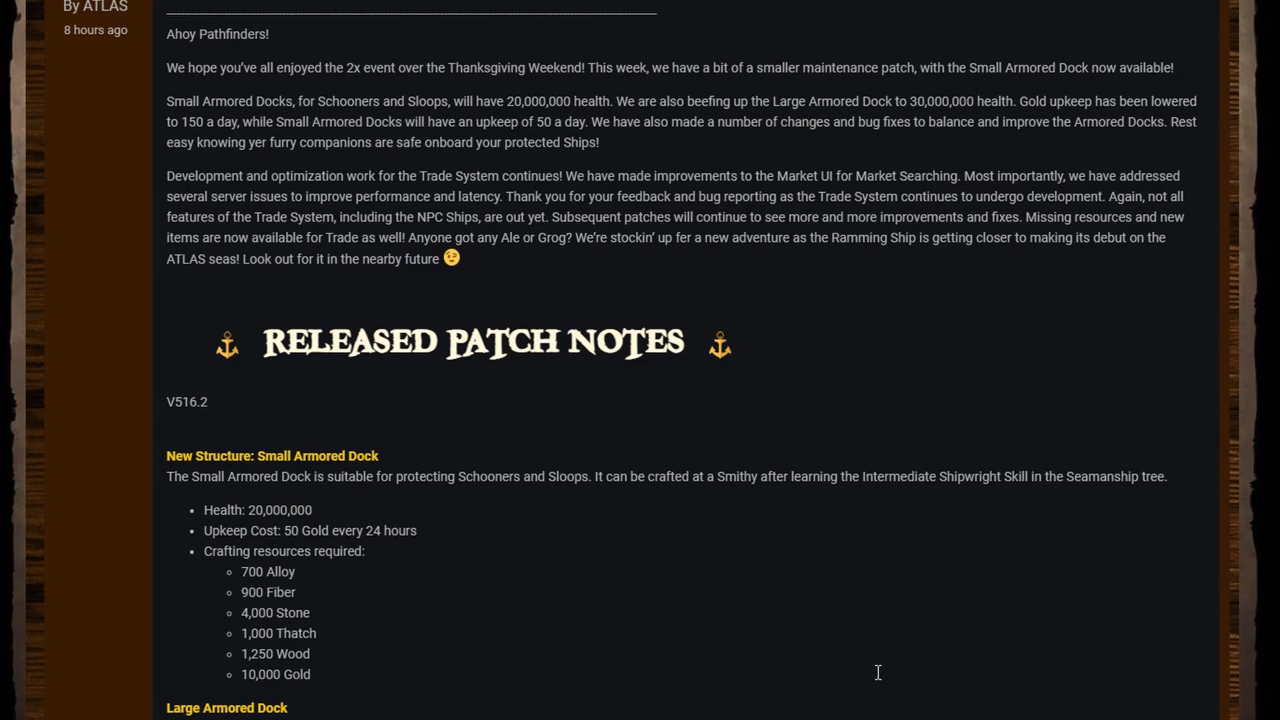 By ATLAS
8 hours ago
Ahoy Pathfinders!
We hope you've all enjoyed the 2x event over the Thanksgiving Weekend! This week, we have a bit of a smaller maintenance patch, with the Small Armored Dock now available!
Small Armored Docks, for Schooners and Sloops, will have 20,000,000 health. We are also beefing up the Large Armored Dock to 30,000,000 health. Gold upkeep has been lowered
to 150 a day, while Small Armored Docks will have an upkeep of 50 a day. We have also made a number of changes and bug fixes to balance and improve the Armored Docks. Rest
easy knowing yer furry companions are safe onboard your protected Ships!
Development and optimization work for the Trade System continues! We have made improvements to the Market UI for Market Searching. Most importantly, we have addressed
several server issues to improve performance and latency. Thank you for your feedback and bug reporting as the Trade System continues to undergo development. Again, not all
features of the Trade System, including the NPC Ships, are out yet. Subsequent patches will continue to see more and more improvements and fixes. Missing resources and new
items are now available for Trade as well! Anyone got any Ale or Grog? We're stockin' up fer a new adventure as the Ramming Ship is getting closer to making its debut on the
ATLAS seas! Look out for it in the nearby future 😉
RELEASED PATCH NOTES
V516.2
New Structure: Small Armored Dock
The Small Armored Dock is suitable for protecting Schooners and Sloops. It can be crafted at a Smithy after learning the Intermediate Shipwright Skill in the Seamanship tree.
• Health: 20,000,000
• Upkeep Cost: 50 Gold every 24 hours
• Crafting resources required:
◦ 700 Alloy
◦ 900 Fiber
◦ 4,000 Stone
◦ 1,000 Thatch
◦ 1,250 Wood
◦ 10,000 Gold
Large Armored Dock